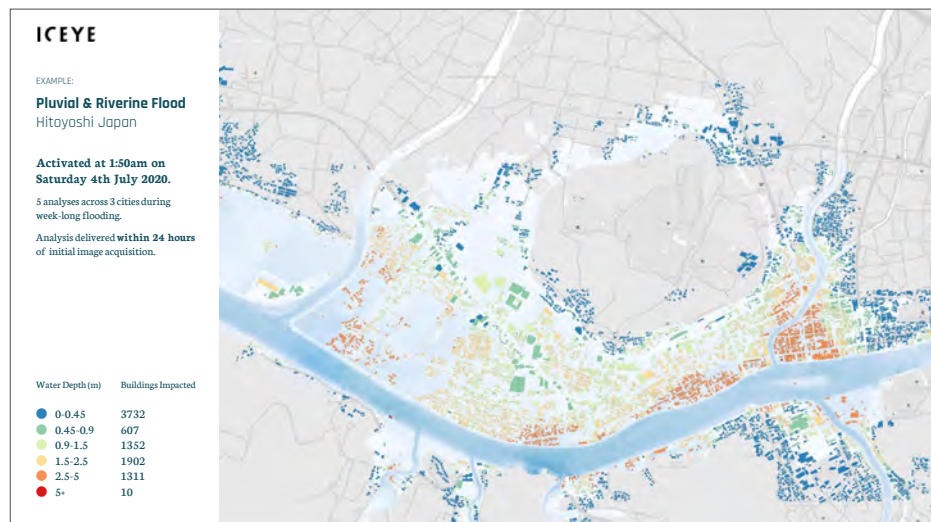 ICEYE
EXAMPLE:
Pluvial & Riverine Flood
Hitoyoshi Japan
Activated at 1:50am on
Saturday 4th July 2020.
5 analyses across 3 cities during
week-long flooding.
Analysis delivered within 24 hours
of initial image acquisition.
Water Depth (m) Buildings Impacted
0-0.45 3732
0.45-0.9 607
0.9-1.5 1352
1.5-2.5 1902
2.5-5 1311
5+ 10